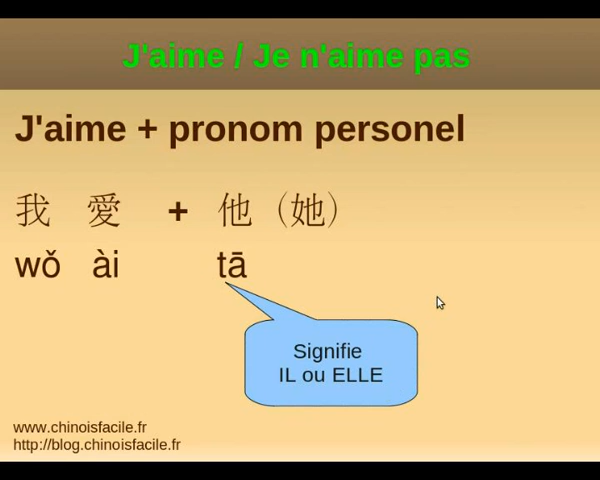 J'aime / Je n'aime pas
J'aime + pronom personel
我 愛 + 他（她）
wǒ ài tā
Signifie
IL ou ELLE
www.chinoisfacile.fr
http://blog.chinoisfacile.fr